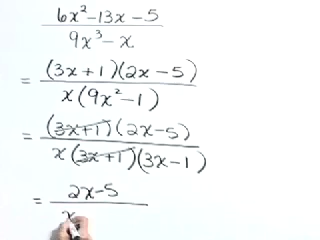 6x²-13x-5 / 9x³-x
= (3x+1)(2x-5) / x(9x²-1)
= (3x+1)(2x-5) / x(3x+1)(3x-1)
= 2x-5 / x